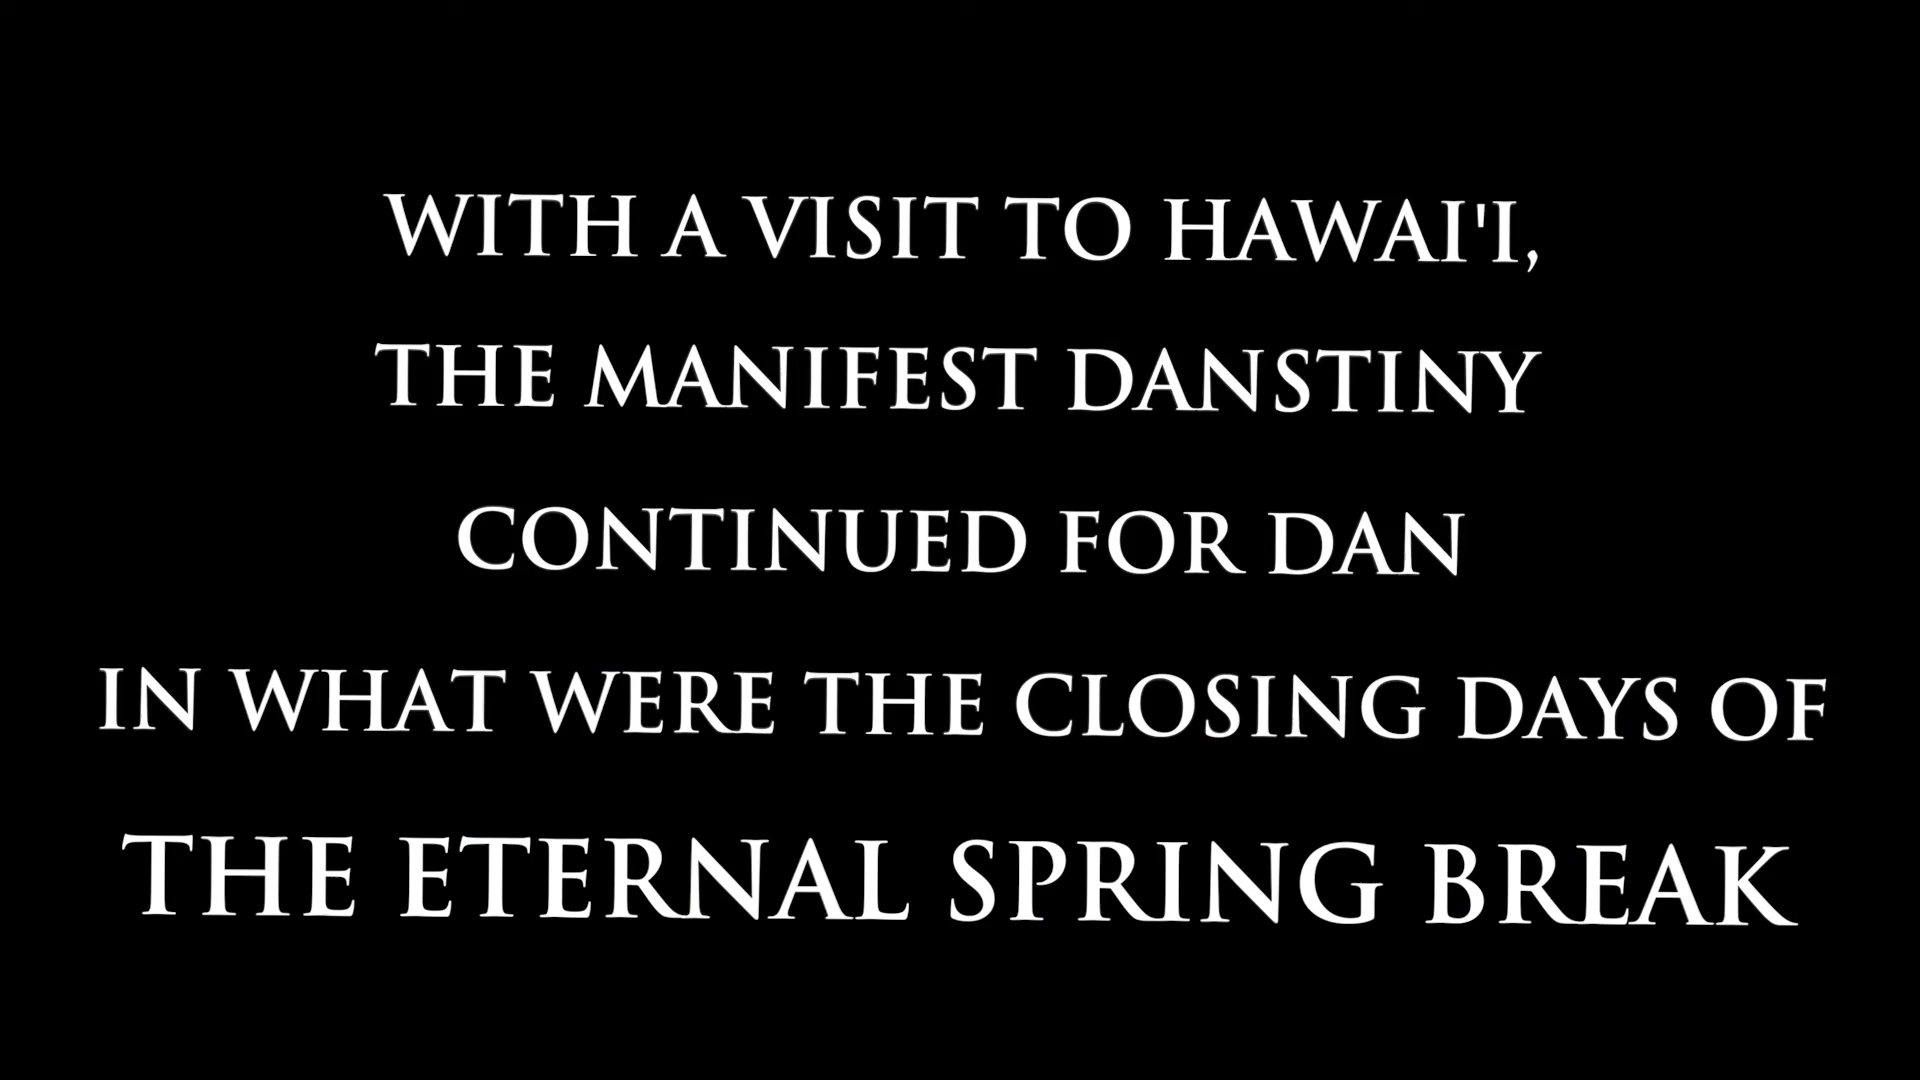 WITH A VISIT TO HAWAI'I,
THE MANIFEST DANSTINY
CONTINUED FOR DAN
IN WHAT WERE THE CLOSING DAYS OF
THE ETERNAL SPRING BREAK